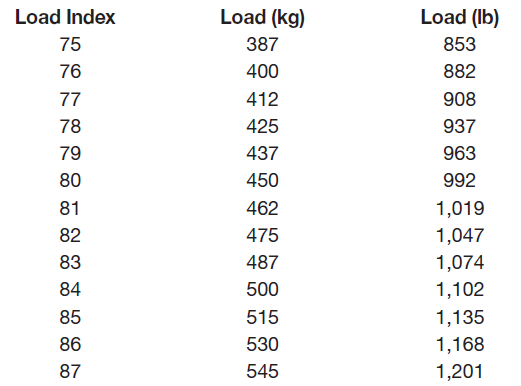 Load Index Load (kg) Load (lb)
75 387 853
76 400 882
77 412 908
78 425 937
79 437 963
80 450 992
81 462 1,019
82 475 1,047
83 487 1,074
84 500 1,102
85 515 1,135
86 530 1,168
87 545 1,201